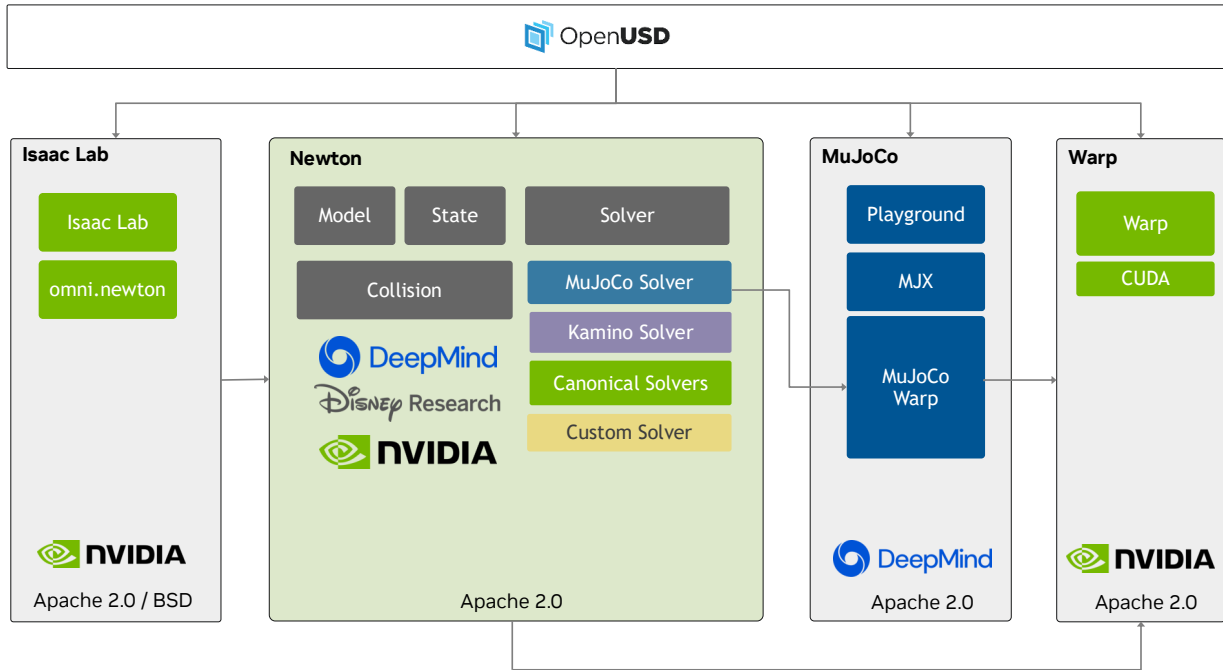 OpenUSD
Isaac Lab
Isaac Lab
omni.newton
NVIDIA
Apache 2.0 / BSD
Newton
Model
State
Solver
Collision
MuJoCo Solver
Kamino Solver
Canonical Solvers
Custom Solver
DeepMind
Disney Research
NVIDIA
Apache 2.0
MuJoCo
Playground
MJX
MuJoCo
Warp
DeepMind
Apache 2.0
Warp
Warp
CUDA
NVIDIA
Apache 2.0